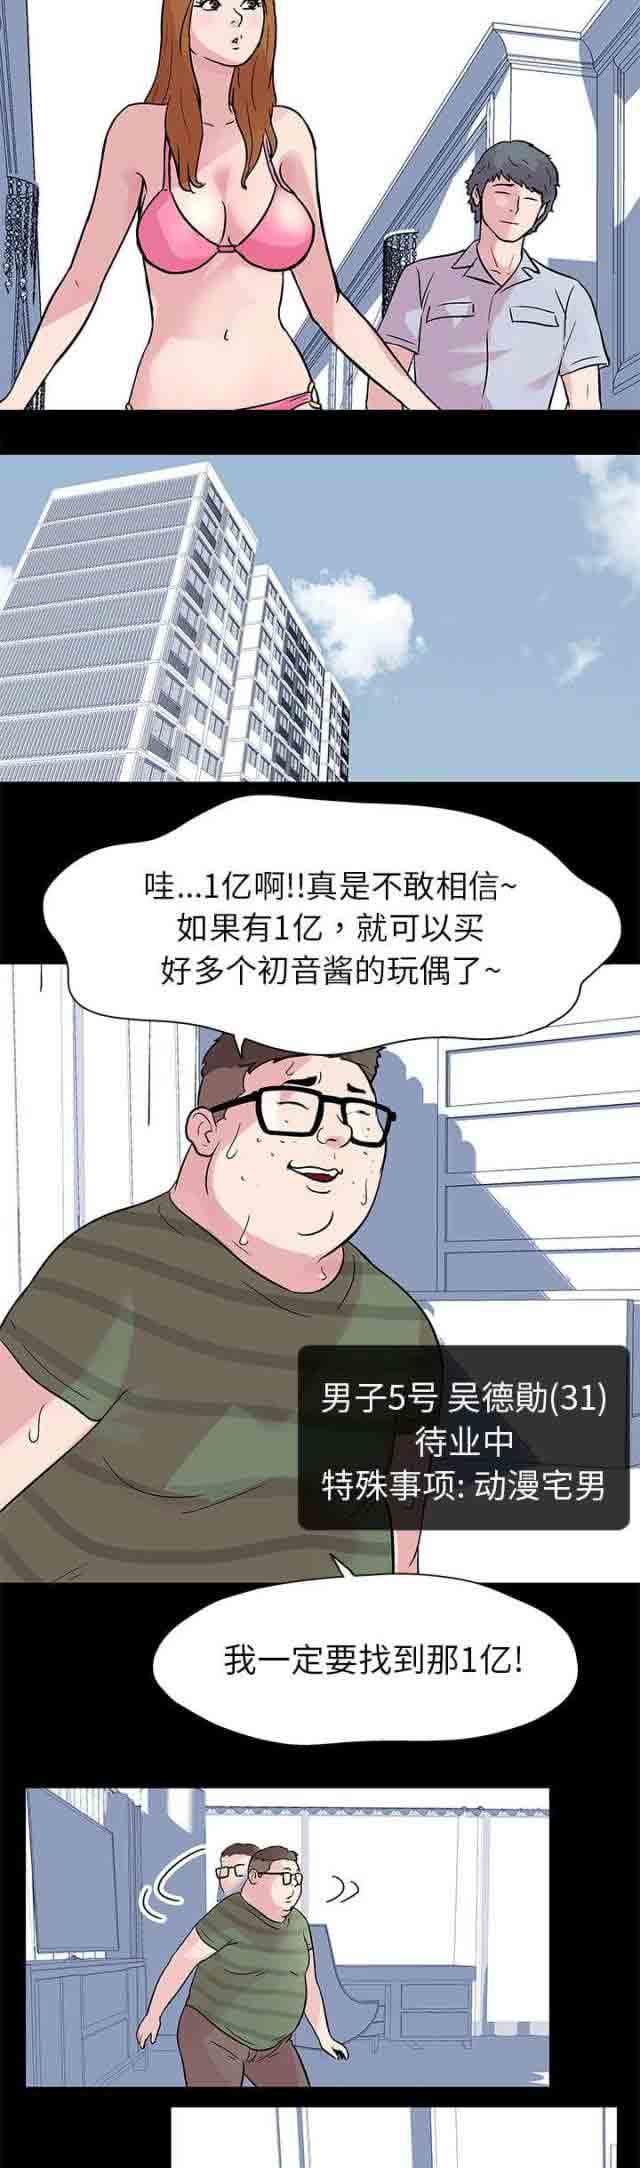 哇...1亿啊!!真是不敢相信~
如果有1亿，就可以买
好多个初音酱的玩偶了~
男子5号 吴德勛(31)
待业中
特殊事项: 动漫宅男
我一定要找到那1亿!